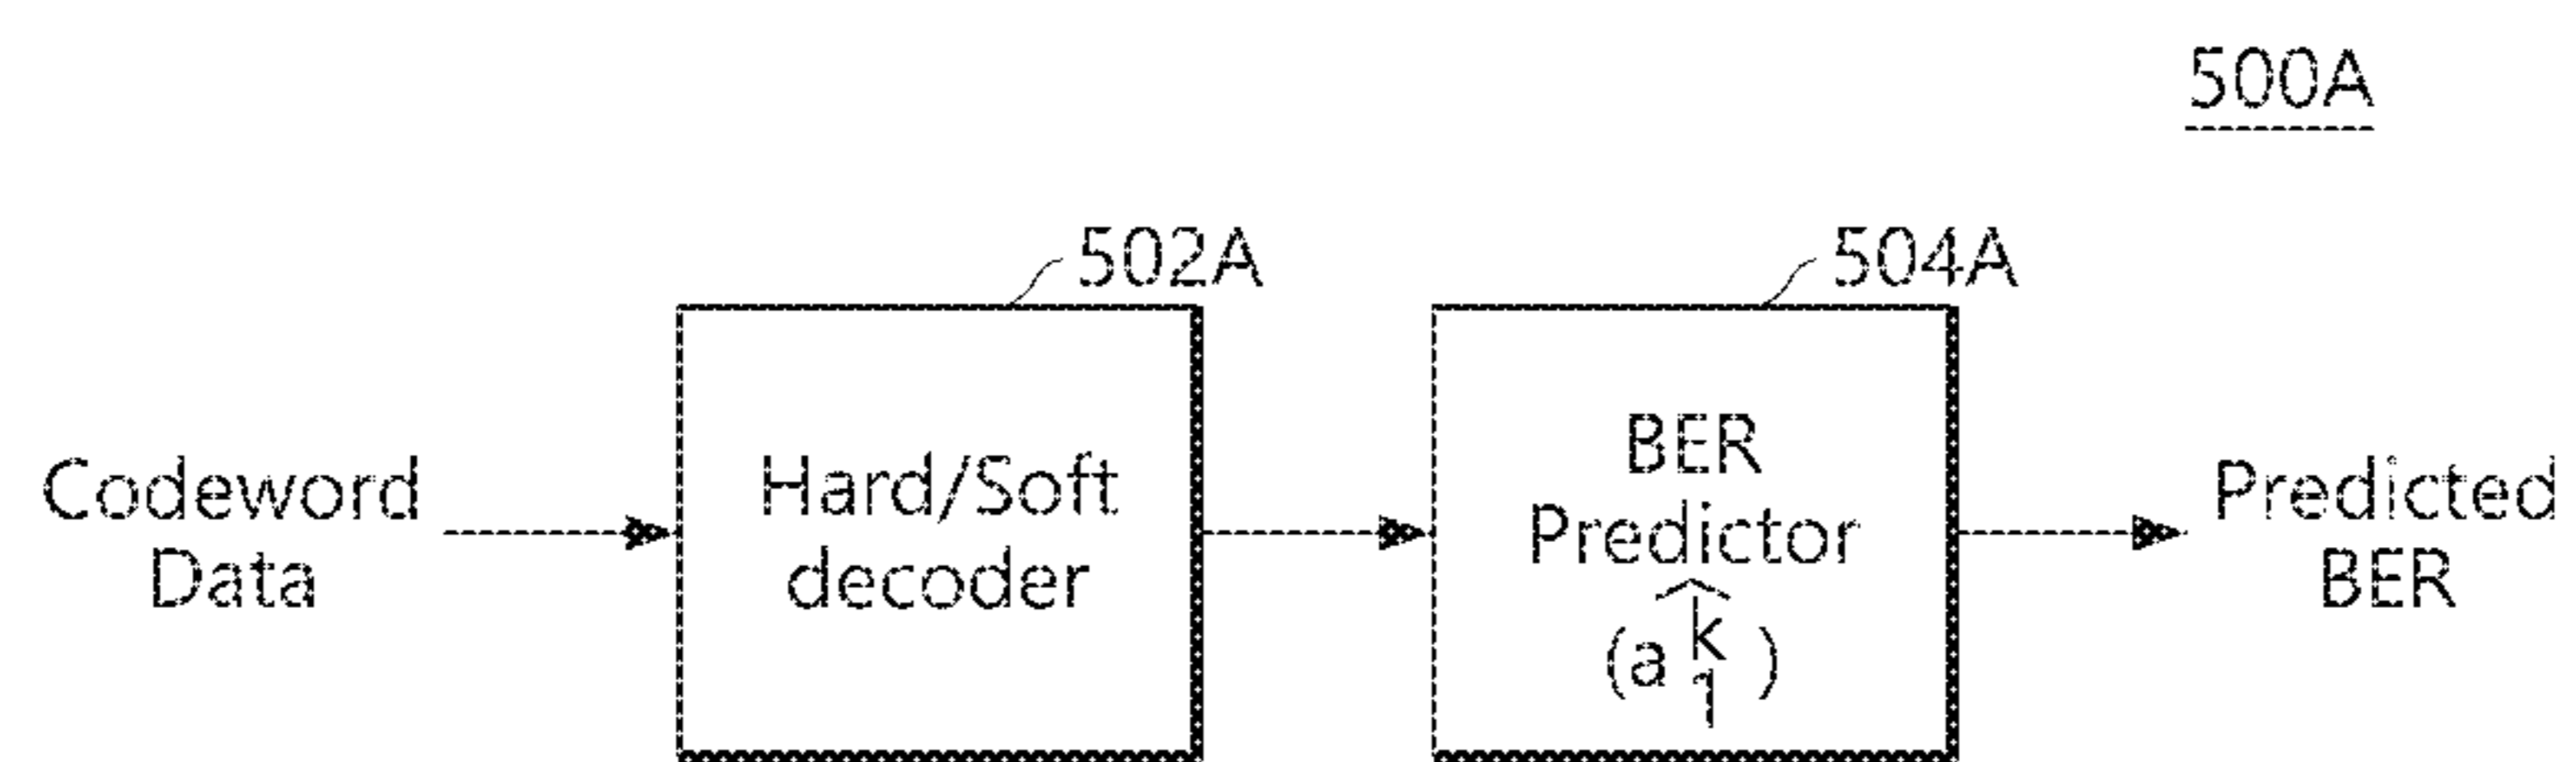 500A
502A
504A
Codeword
Data
Hard/Soft
decoder
BER
Predictor
(a k 1 )
Predicted
BER